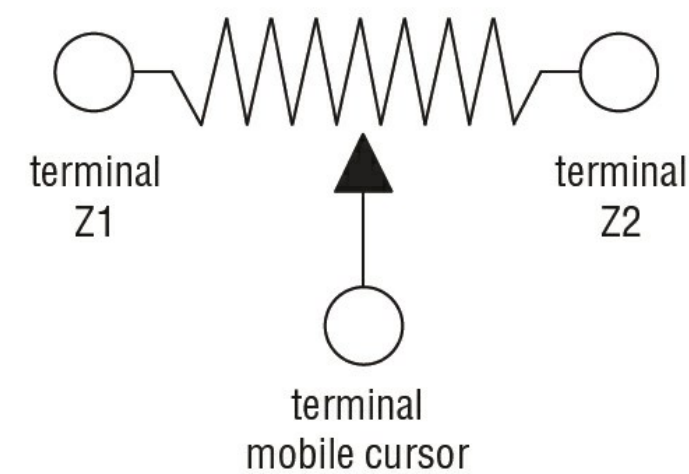 terminal
Z1
terminal
Z2
terminal
mobile cursor